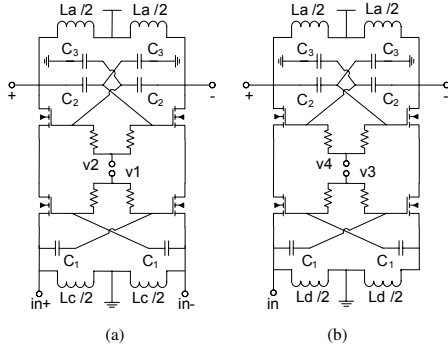 La /2 La /2 La /2 La /2
C3 C3 C3 C3
+ - + -
C2 C2 C2 C2
v2 v1 v4 v3
C1 C1 C1 C1
Lc/2 Lc/2 Ld /2 Ld /2
in+ in- in
(a) (b)